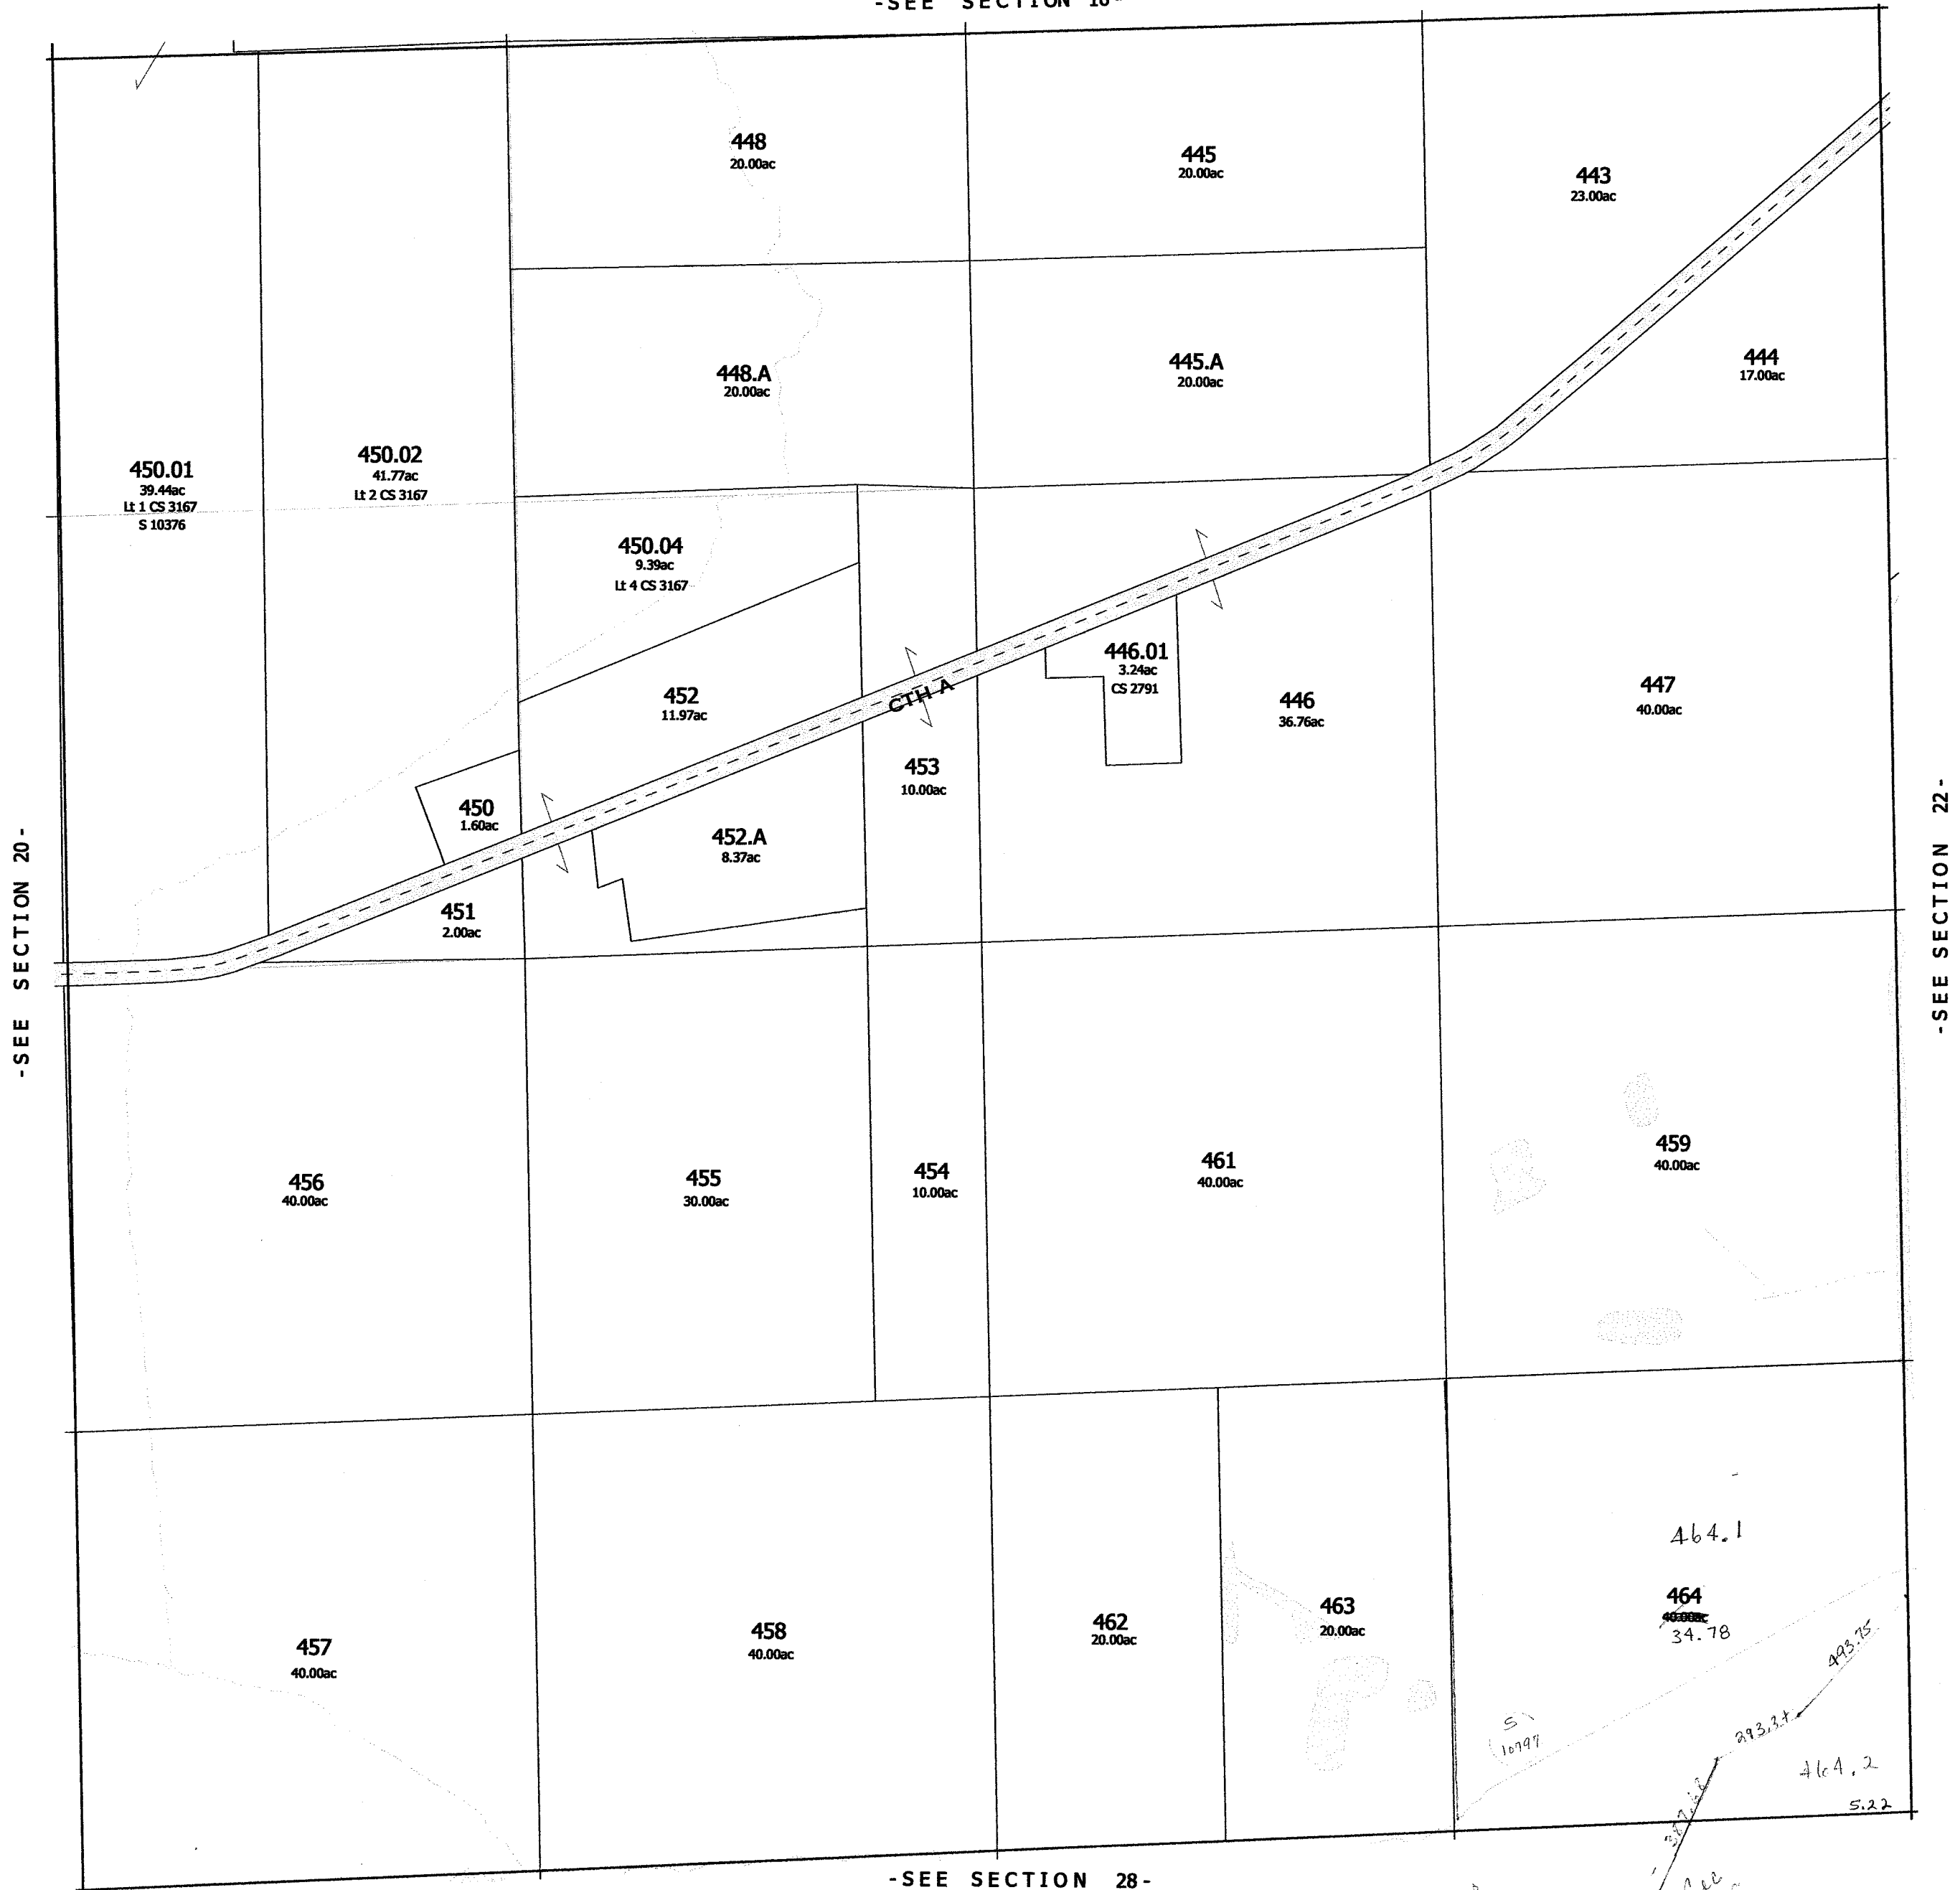 -SEE SECTION 16-
448
20.00ac
445
20.00ac
443
23.00ac
448.A
20.00ac
445.A
20.00ac
444
17.00ac
450.01
39.44ac
Lt 1 CS 3167
S 10376
450.02
41.77ac
Lt 2 CS 3167
450.04
9.39ac
Lt 4 CS 3167
452
11.97ac
CTH A
446.01
3.24ac
CS 2791
446
36.76ac
447
40.00ac
453
10.00ac
450
1.60ac
452.A
8.37ac
451
2.00ac
-SEE SECTION 20-
-SEE SECTION 22-
456
40.00ac
455
30.00ac
454
10.00ac
461
40.00ac
459
40.00ac
457
40.00ac
458
40.00ac
462
20.00ac
463
20.00ac
464.1
464
40.00ac
34.78
493.75
S
10797
464.2
5.22
-SEE SECTION 28-